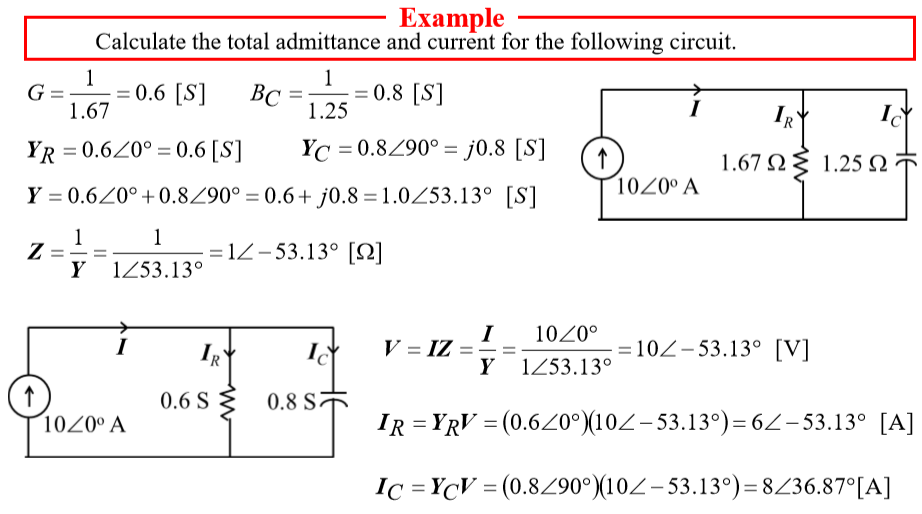 Example
Calculate the total admittance and current for the following circuit.
G = 1/1.67 = 0.6 [S] B_C = 1/1.25 = 0.8 [S]
Y_R = 0.6∠0° = 0.6 [S] Y_C = 0.8∠90° = j0.8 [S]
Y = 0.6∠0° + 0.8∠90° = 0.6 + j0.8 = 1.0∠53.13° [S]
Z = 1/Y = 1/1∠53.13° = 1∠−53.13° [Ω]
I I_R I_C
1.67 Ω 1.25 Ω
10∠0° A
I I_R I_C
0.6 S 0.8 S
10∠0° A
V = IZ = I/Y = 10∠0°/1∠53.13° = 10∠−53.13° [V]
I_R = Y_R V = (0.6∠0°)(10∠−53.13°) = 6∠−53.13° [A]
I_C = Y_C V = (0.8∠90°)(10∠−53.13°) = 8∠36.87°[A]